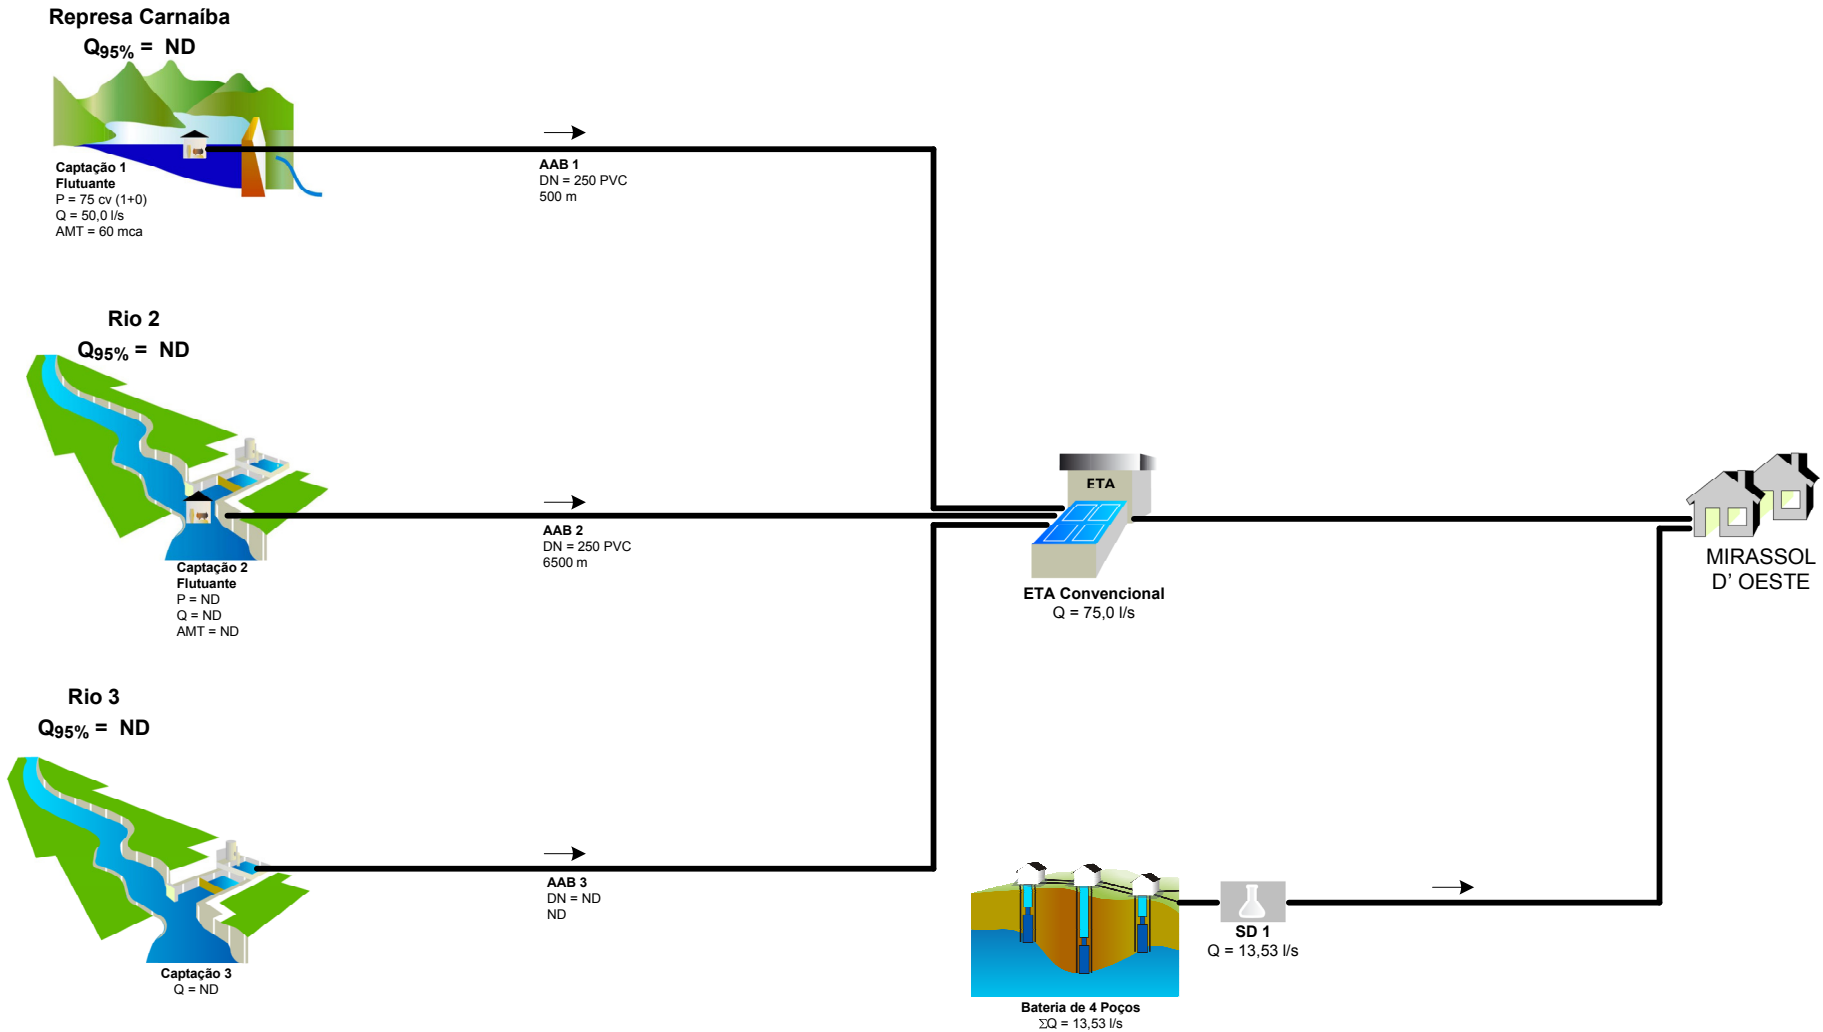 Represa Carnaíba
Q95% = ND
Captação 1
Flutuante
P = 75 cv (1+0)
Q = 50,0 l/s
AMT = 60 mca
AAB 1
DN = 250 PVC
500 m
Rio 2
Q95% = ND
Captação 2
Flutuante
P = ND
Q = ND
AMT = ND
AAB 2
DN = 250 PVC
6500 m
ETA
ETA Convencional
Q = 75,0 l/s
MIRASSOL
D' OESTE
Rio 3
Q95% = ND
Captação 3
Q = ND
AAB 3
DN = ND
ND
Bateria de 4 Poços
ΣQ = 13,53 l/s
SD 1
Q = 13,53 l/s